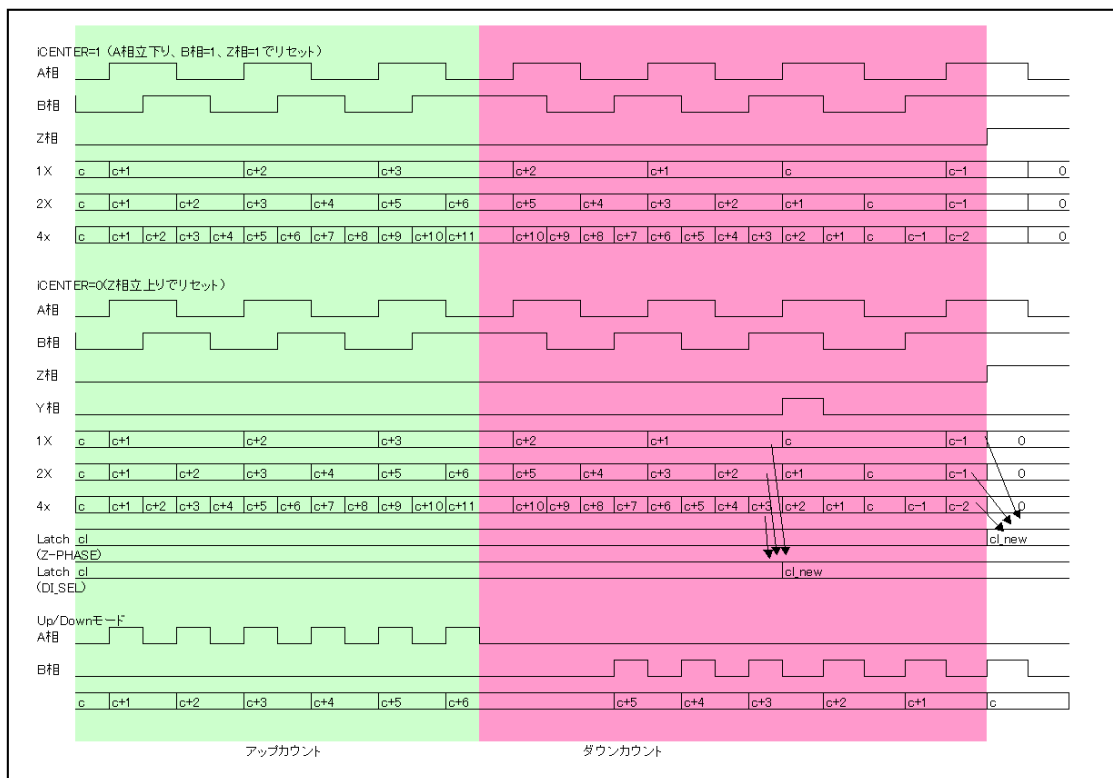 iCENTER=1 (A相立下り、B相=1、Z相=1でリセット)
A相
B相
Z相
1X c c+1 c+2 c+3 c+2 c+1 c c-1 0
2X c c+1 c+2 c+3 c+4 c+5 c+6 c+5 c+4 c+3 c+2 c+1 c c-1 0
4x c c+1 c+2 c+3 c+4 c+5 c+6 c+7 c+8 c+9 c+10 c+11 c+10 c+9 c+8 c+7 c+6 c+5 c+4 c+3 c+2 c+1 c c-1 c-2 0
iCENTER=0(Z相立上りでリセット)
A相
B相
Z相
Y相
1X c c+1 c+2 c+3 c+2 c+1 c c-1 0
2X c c+1 c+2 c+3 c+4 c+5 c+6 c+5 c+4 c+3 c+2 c+1 c c-1 0
4x c c+1 c+2 c+3 c+4 c+5 c+6 c+7 c+8 c+9 c+10 c+11 c+10 c+9 c+8 c+7 c+6 c+5 c+4 c+3 c+2 c+1 c c-1 c-2 0
Latch cl cl_new
(Z-PHASE)
Latch cl cl_new
(DI_SEL)
Up/Downモード
A相
B相
c c+1 c+2 c+3 c+4 c+5 c+6 c+5 c+4 c+3 c+2 c+1 c
アップカウント ダウンカウント